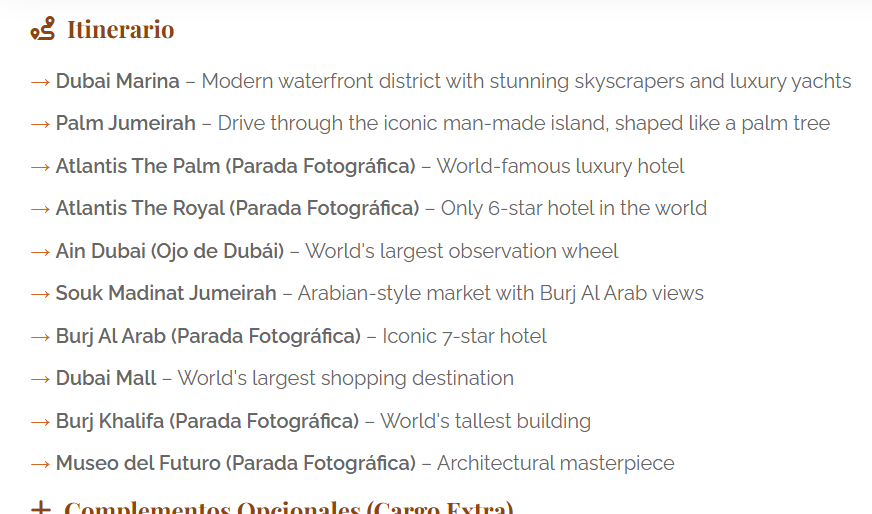 Itinerario
→ Dubai Marina – Modern waterfront district with stunning skyscrapers and luxury yachts
→ Palm Jumeirah – Drive through the iconic man-made island, shaped like a palm tree
→ Atlantis The Palm (Parada Fotográfica) – World-famous luxury hotel
→ Atlantis The Royal (Parada Fotográfica) – Only 6-star hotel in the world
→ Ain Dubai (Ojo de Dubái) – World's largest observation wheel
→ Souk Madinat Jumeirah – Arabian-style market with Burj Al Arab views
→ Burj Al Arab (Parada Fotográfica) – Iconic 7-star hotel
→ Dubai Mall – World's largest shopping destination
→ Burj Khalifa (Parada Fotográfica) – World's tallest building
→ Museo del Futuro (Parada Fotográfica) – Architectural masterpiece
Complementos Opcionales (Cargo Extra)